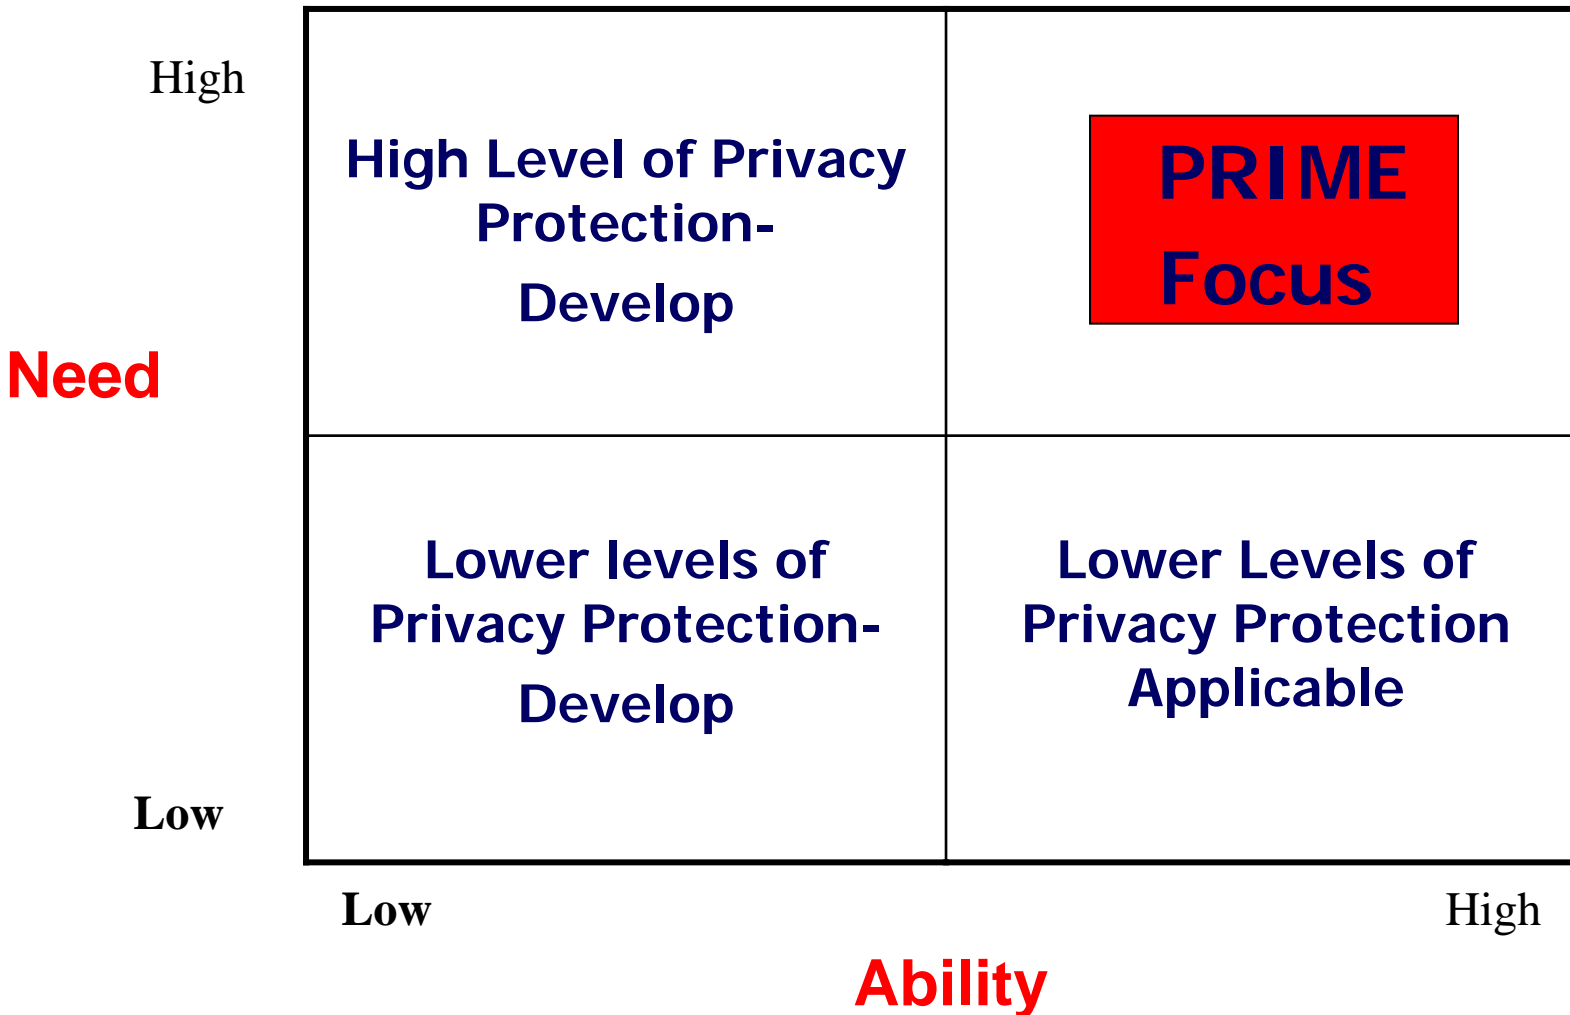 High
High Level of Privacy
Protection-
Develop
PRIME
Focus
Need
Lower levels of
Privacy Protection-
Develop
Lower Levels of
Privacy Protection
Applicable
Low
Low
High
Ability